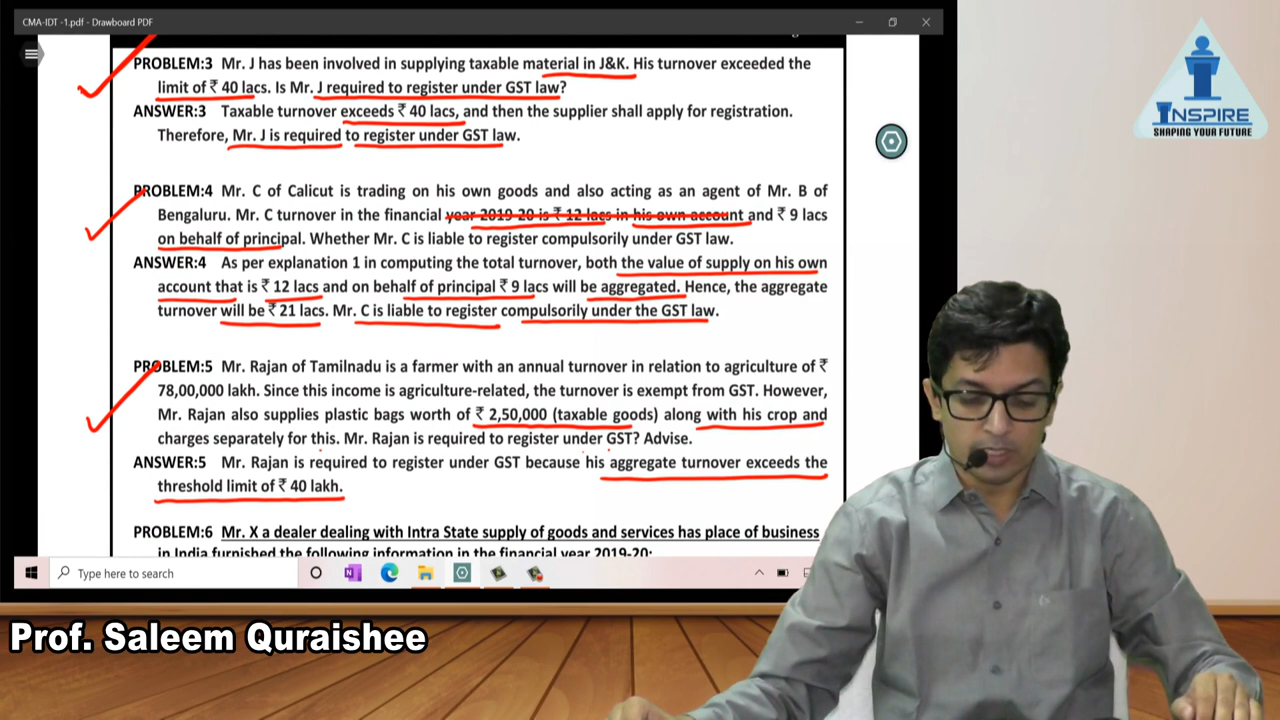 CMA-IDT -1.pdf - Drawboard PDF
PROBLEM:3 Mr. J has been involved in supplying taxable material in J&K. His turnover exceeded the
limit of ₹ 40 lacs. Is Mr. J required to register under GST law?
ANSWER:3 Taxable turnover exceeds ₹ 40 lacs, and then the supplier shall apply for registration.
Therefore, Mr. J is required to register under GST law.
PROBLEM:4 Mr. C of Calicut is trading on his own goods and also acting as an agent of Mr. B of
Bengaluru. Mr. C turnover in the financial year 2019-20 is ₹ 12 lacs in his own account and ₹ 9 lacs
on behalf of principal. Whether Mr. C is liable to register compulsorily under GST law.
ANSWER:4 As per explanation 1 in computing the total turnover, both the value of supply on his own
account that is ₹ 12 lacs and on behalf of principal ₹ 9 lacs will be aggregated. Hence, the aggregate
turnover will be ₹ 21 lacs. Mr. C is liable to register compulsorily under the GST law.
PROBLEM:5 Mr. Rajan of Tamilnadu is a farmer with an annual turnover in relation to agriculture of ₹
78,00,000 lakh. Since this income is agriculture-related, the turnover is exempt from GST. However,
Mr. Rajan also supplies plastic bags worth of ₹ 2,50,000 (taxable goods) along with his crop and
charges separately for this. Mr. Rajan is required to register under GST? Advise.
ANSWER:5 Mr. Rajan is required to register under GST because his aggregate turnover exceeds the
threshold limit of ₹ 40 lakh.
PROBLEM:6 Mr. X a dealer dealing with Intra State supply of goods and services has place of business
in India furnished the following information in the financial year 2019-20:
Type here to search
INSPIRE
SHAPING YOUR FUTURE
Prof. Saleem Quraishee